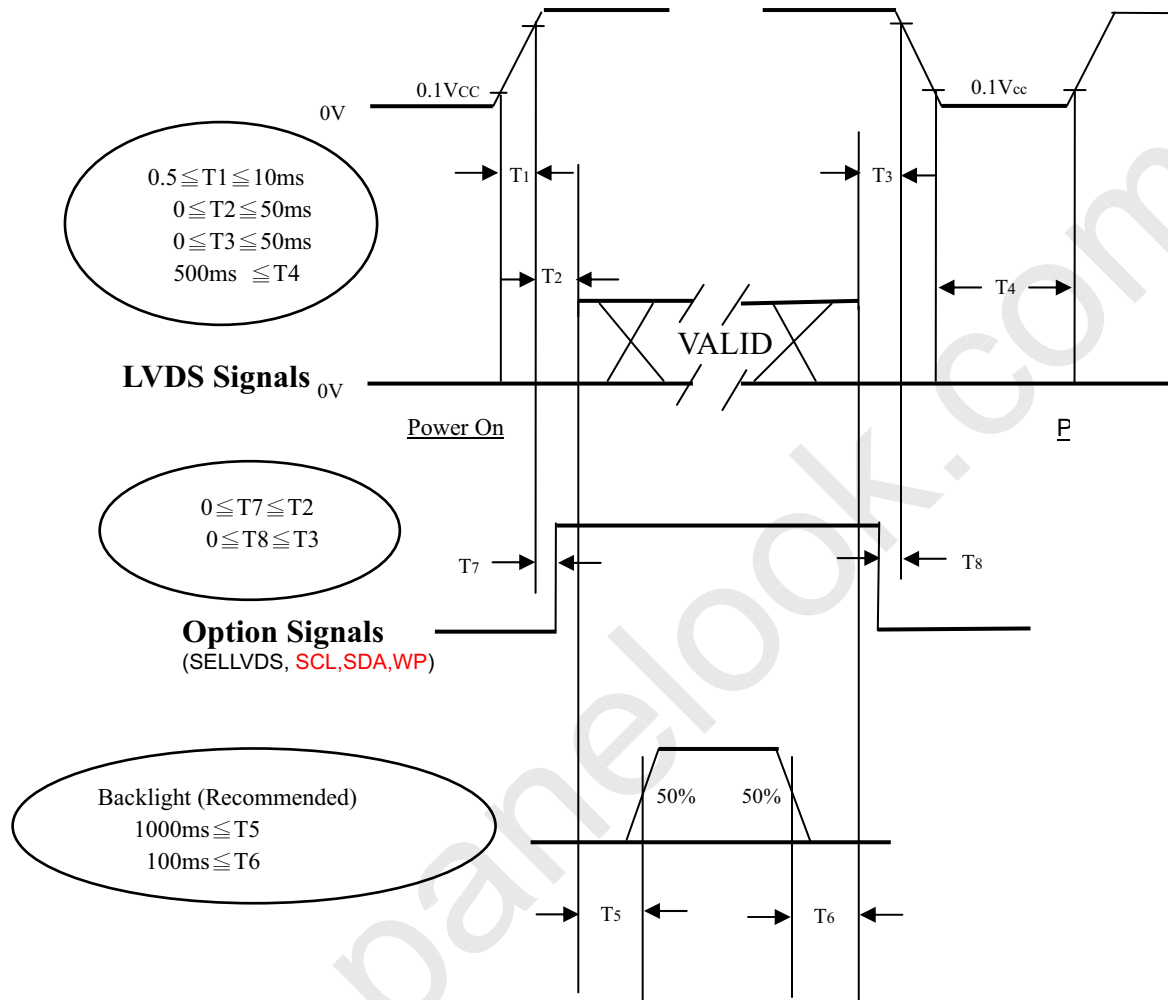 0.1VCC
0.1Vcc
0V
T1
T3
0.5≦T1≦10ms
0≦T2≦50ms
0≦T3≦50ms
500ms ≦T4
T2
T4
VALID
LVDS Signals 0V
Power On
P
0≦T7≦T2
0≦T8≦T3
T7
T8
Option Signals
(SELLVDS, SCL,SDA,WP)
Backlight (Recommended)
1000ms≦T5
100ms≦T6
50% 50%
T5
T6
panelook.com